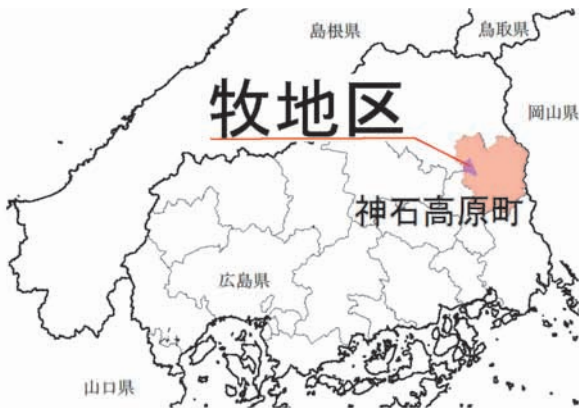 島根県
鳥取県
牧地区
岡山県
神石高原町
広島県
山口県